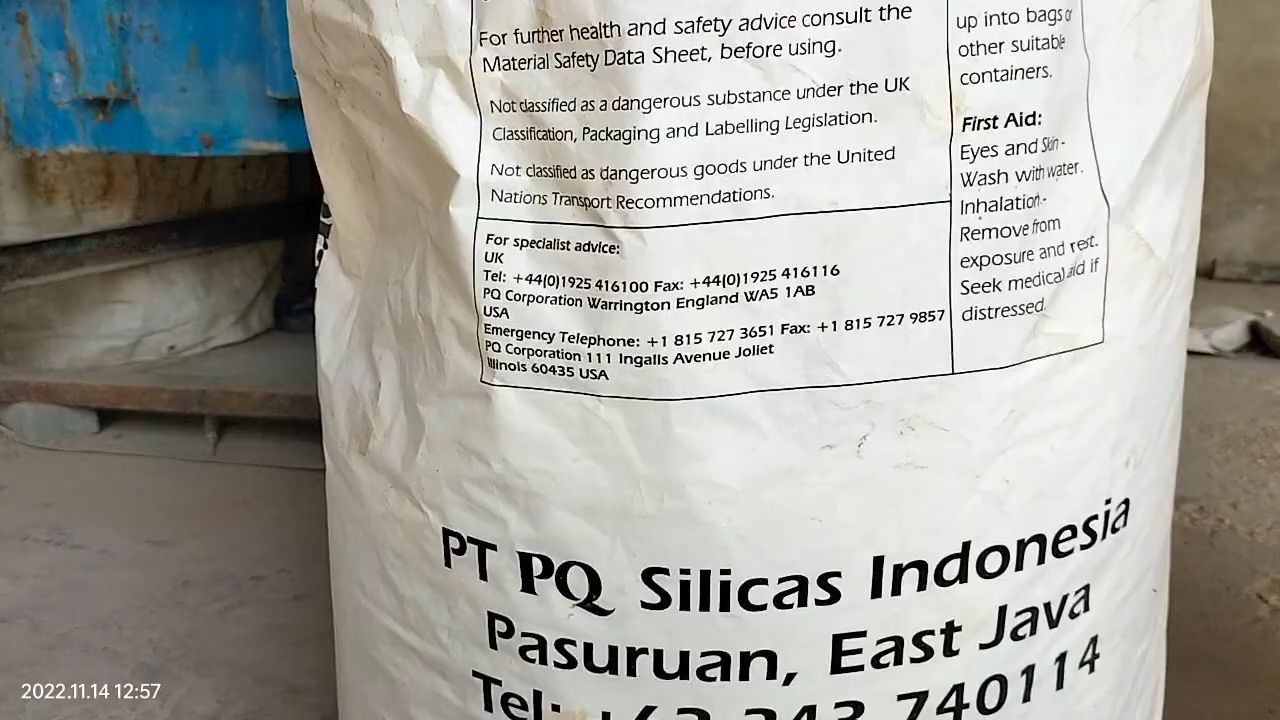 For further health and safety advice consult the
Material Safety Data Sheet, before using.
Not classified as a dangerous substance under the UK
Classification, Packaging and Labelling Legislation.
Not classified as dangerous goods under the United
Nations Transport Recommendations.
For specialist advice:
UK
Tel: +44(0)1925 416100 Fax: +44(0)1925 416116
PQ Corporation Warrington England WA5 1AB
USA
Emergency Telephone: +1 815 727 3651 Fax: +1 815 727 9857
PQ Corporation 111 Ingalls Avenue Joliet
Illinois 60435 USA
up into bags or
other suitable
containers.
First Aid:
Eyes and Skin -
Wash with water.
Inhalation -
Remove from
exposure and rest.
Seek medical aid if
distressed.
PT PQ Silicas Indonesia
Pasuruan, East Java
Tel: +62 343 740114
2022.11.14 12:57